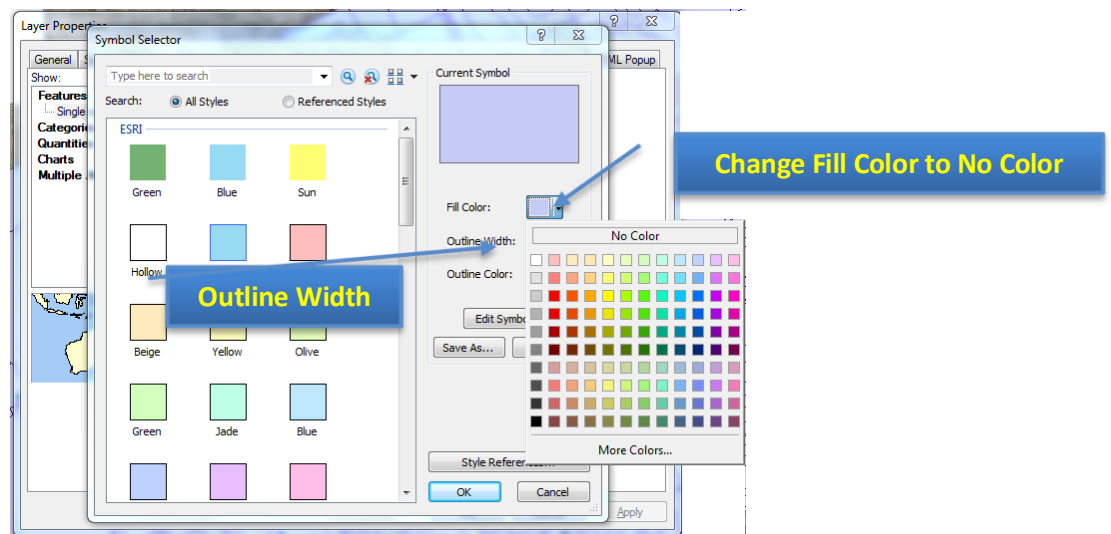 Layer Properties
Symbol Selector
General
ML Popup
Show:
Features
Single
Categories
Quantities
Charts
Multiple
Type here to search
Search:
All Styles
Referenced Styles
ESRI
Green
Blue
Sun
Hollow
Beige
Yellow
Olive
Green
Jade
Blue
Current Symbol
Fill Color:
Outline Width:
Outline Color:
Edit Symbo
Save As...
Style References...
OK
Cancel
Apply
No Color
More Colors...
Change Fill Color to No Color
Outline Width